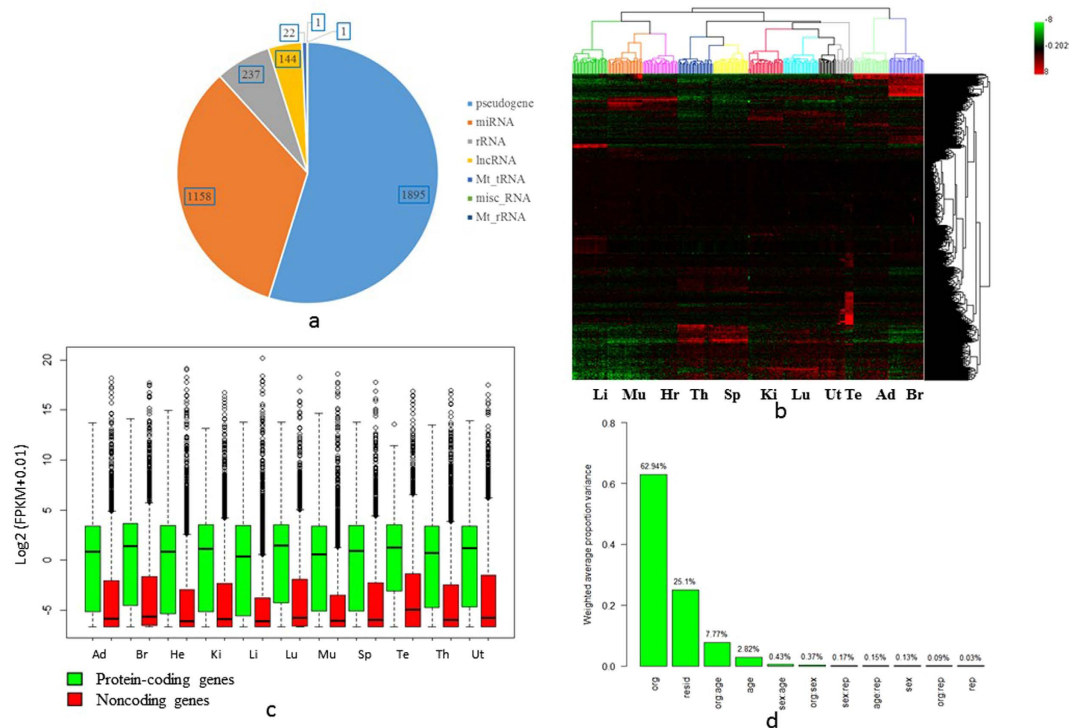 1
22
1
144
237
1158
1895
pseudogene
miRNA
rRNA
lncRNA
Mt_tRNA
misc_RNA
Mt_rRNA
a
-8
-0.202
8
Li Mu Hr Th Sp Ki Lu Ut Te Ad Br
b
Log2 (FPKM+0.01)
20
15
10
5
0
-5
Ad Br He Ki Li Lu Mu Sp Te Th Ut
Protein-coding genes
Noncoding genes
c
Weighted average proportion variance
0.8
0.6
0.4
0.2
0.0
62.94%
25.1%
7.77%
2.82%
0.43%
0.37%
0.17%
0.15%
0.13%
0.09%
0.03%
org
resid
org:age
age
sex:age
org:sex
sex:rep
age:rep
sex
org:rep
rep
d